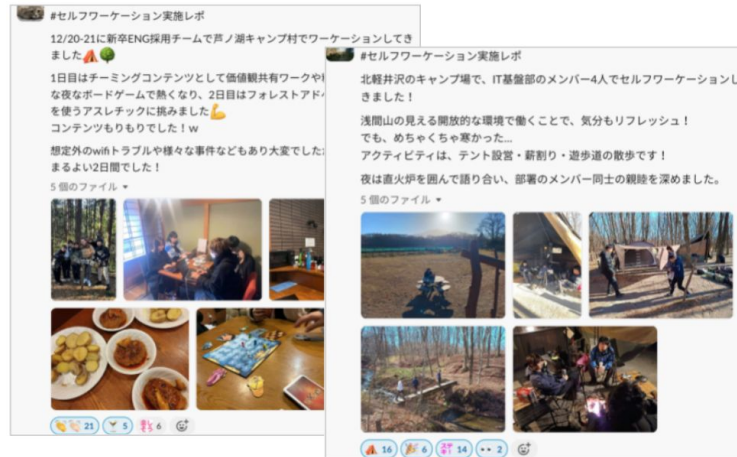 #セルフワーケーション実施レポ
12/20-21に新卒ENG採用チームで芦ノ湖キャンプ村でワーケーションしてき
ました🏕️🌳
1日目はチーミングコンテンツとして価値観共有ワークや
な夜なボードゲームで熱くなり、2日目はフォレストアド
を使うアスレチックに挑みました💪
コンテンツもりもりでした！w
想定外のwifiトラブルや様々な事件などもあり大変でした
まるよい2日間でした！
5 個のファイル
21
5
6
#セルフワーケーション実施レポ
北軽井沢のキャンプ場で、IT基盤部のメンバー4人でセルフワーケーションし
きました！
浅間山の見える開放的な環境で働くことで、気分もリフレッシュ！
でも、めちゃくちゃ寒かった...
アクティビティは、テント設営・薪割り・遊歩道の散歩です！
夜は直火炉を囲んで語り合い、部署のメンバー同士の親睦を深めました。
5 個のファイル
16
6
14
2